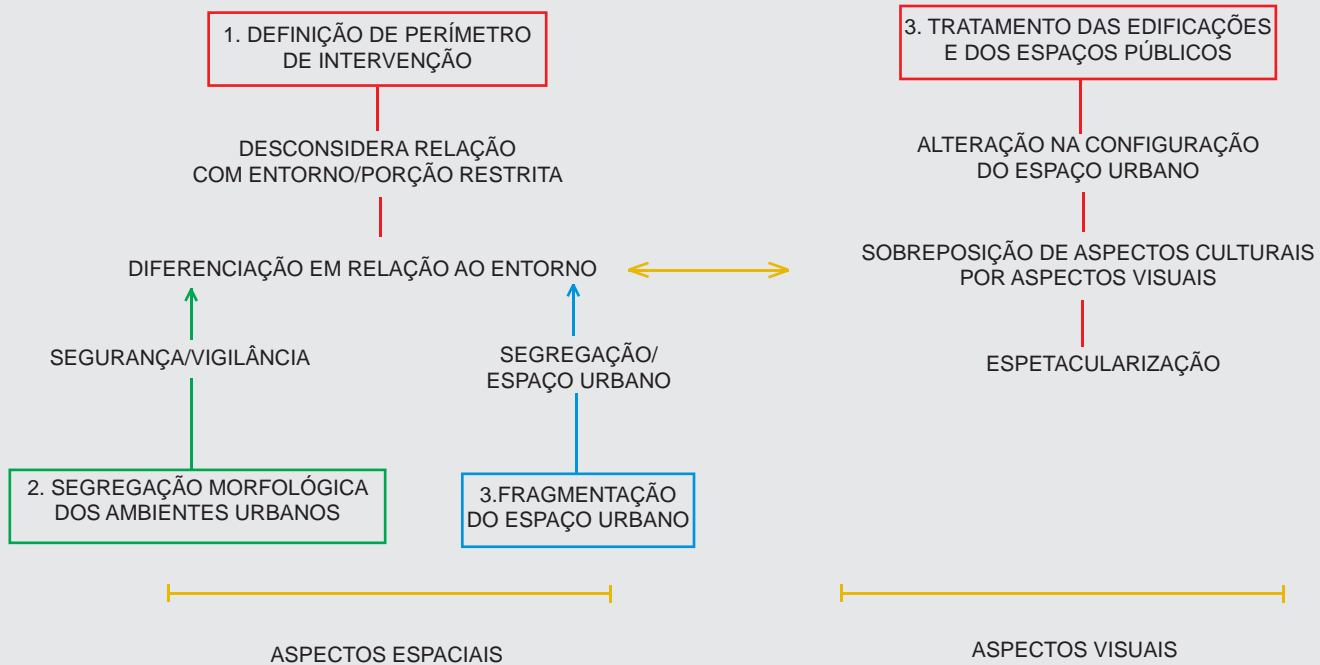 1. DEFINIÇÃO DE PERÍMETRO
DE INTERVENÇÃO
DESCONSIDERA RELAÇÃO
COM ENTORNO/PORÇÃO RESTRITA
DIFERENCIAÇÃO EM RELAÇÃO AO ENTORNO
SEGURANÇA/VIGILÂNCIA
SEGREGAÇÃO/
ESPAÇO URBANO
2. SEGREGAÇÃO MORFOLÓGICA
DOS AMBIENTES URBANOS
3.FRAGMENTAÇÃO
DO ESPAÇO URBANO
ASPECTOS ESPACIAIS
3. TRATAMENTO DAS EDIFICAÇÕES
E DOS ESPAÇOS PÚBLICOS
ALTERAÇÃO NA CONFIGURAÇÃO
DO ESPAÇO URBANO
SOBREPOSIÇÃO DE ASPECTOS CULTURAIS
POR ASPECTOS VISUAIS
ESPETACULARIZAÇÃO
ASPECTOS VISUAIS